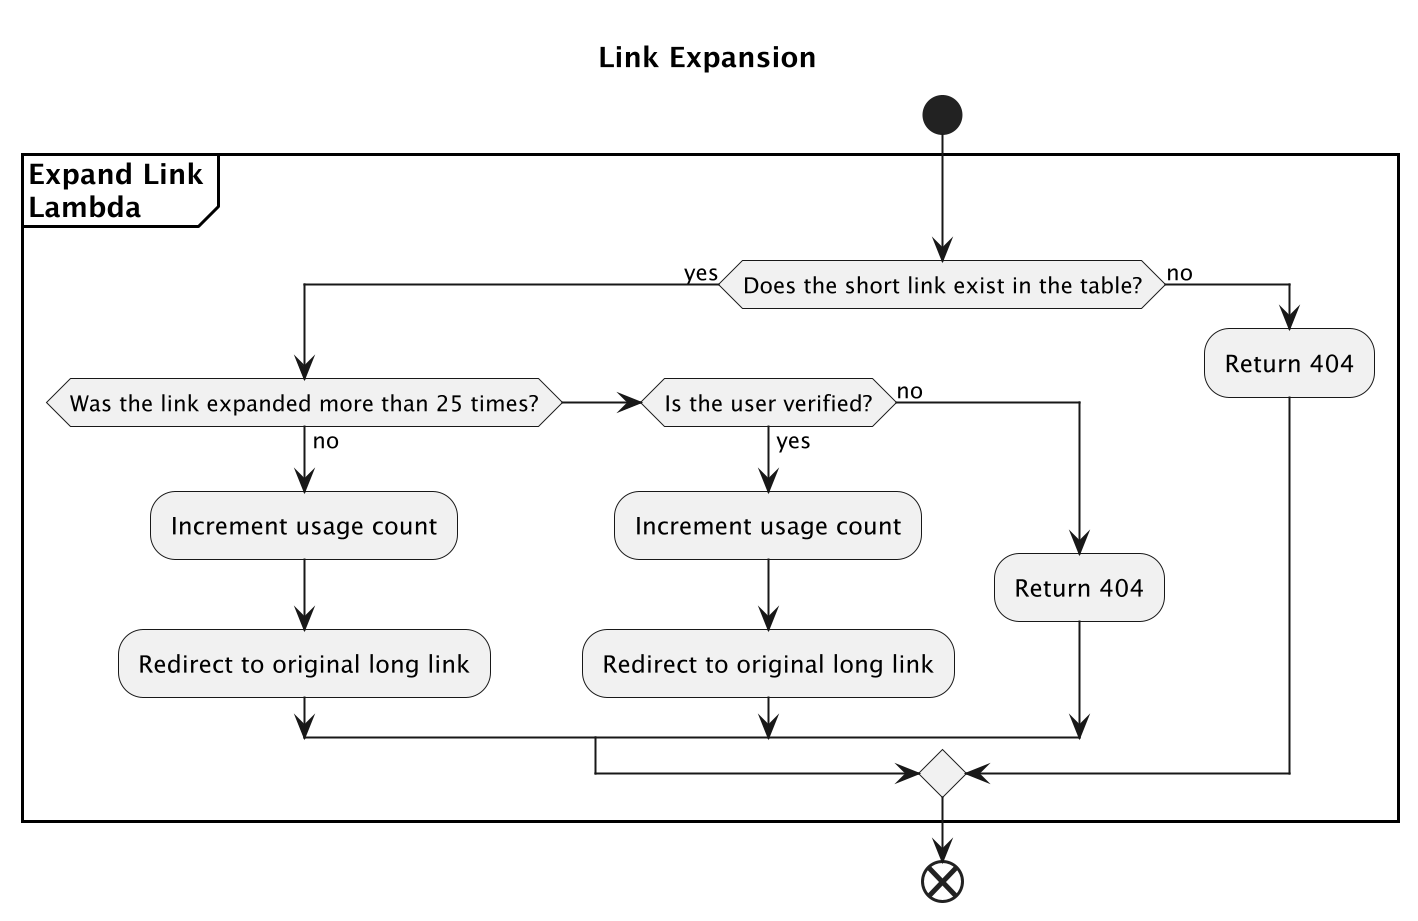 Link Expansion
Expand Link
Lambda
yes
Does the short link exist in the table?
no
Return 404
Was the link expanded more than 25 times?
Is the user verified?
no
no
yes
Increment usage count
Increment usage count
Return 404
Redirect to original long link
Redirect to original long link